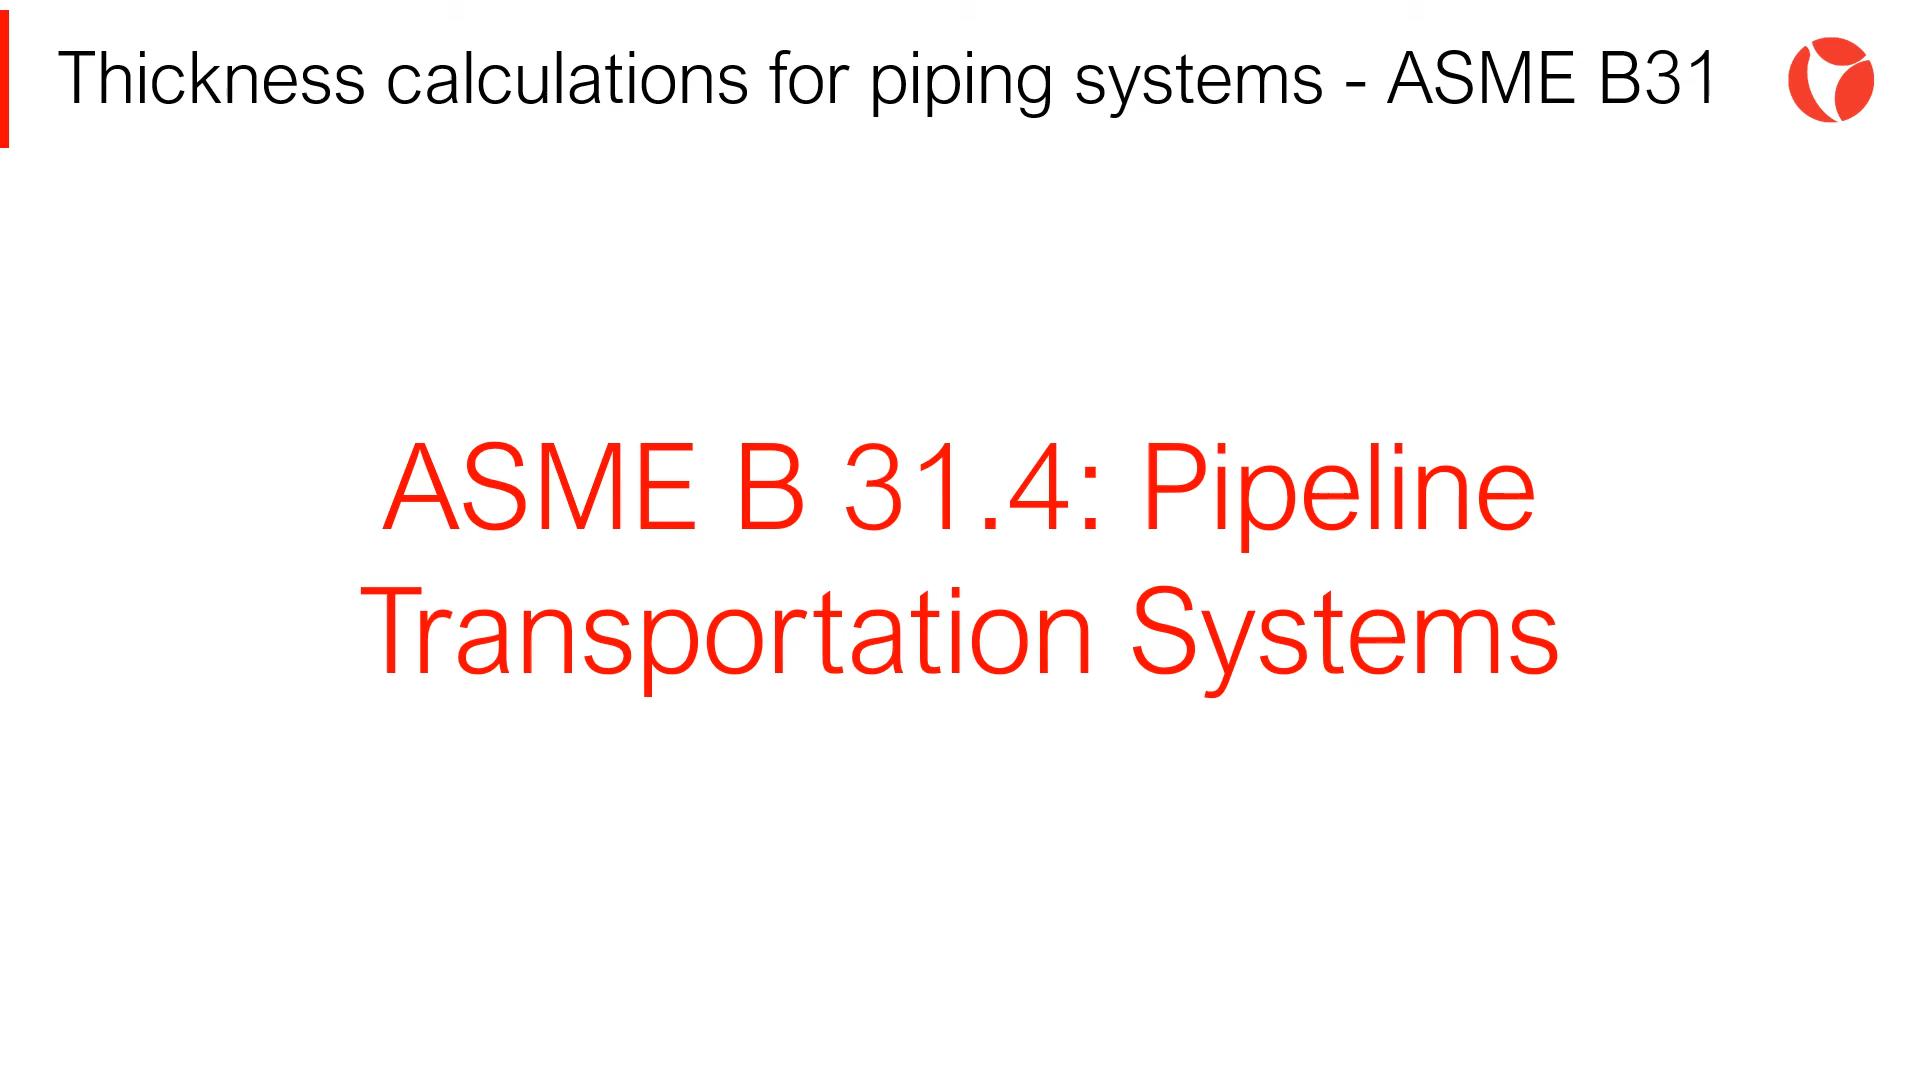 Thickness calculations for piping systems - ASME B31
ASME B 31.4: Pipeline
Transportation Systems